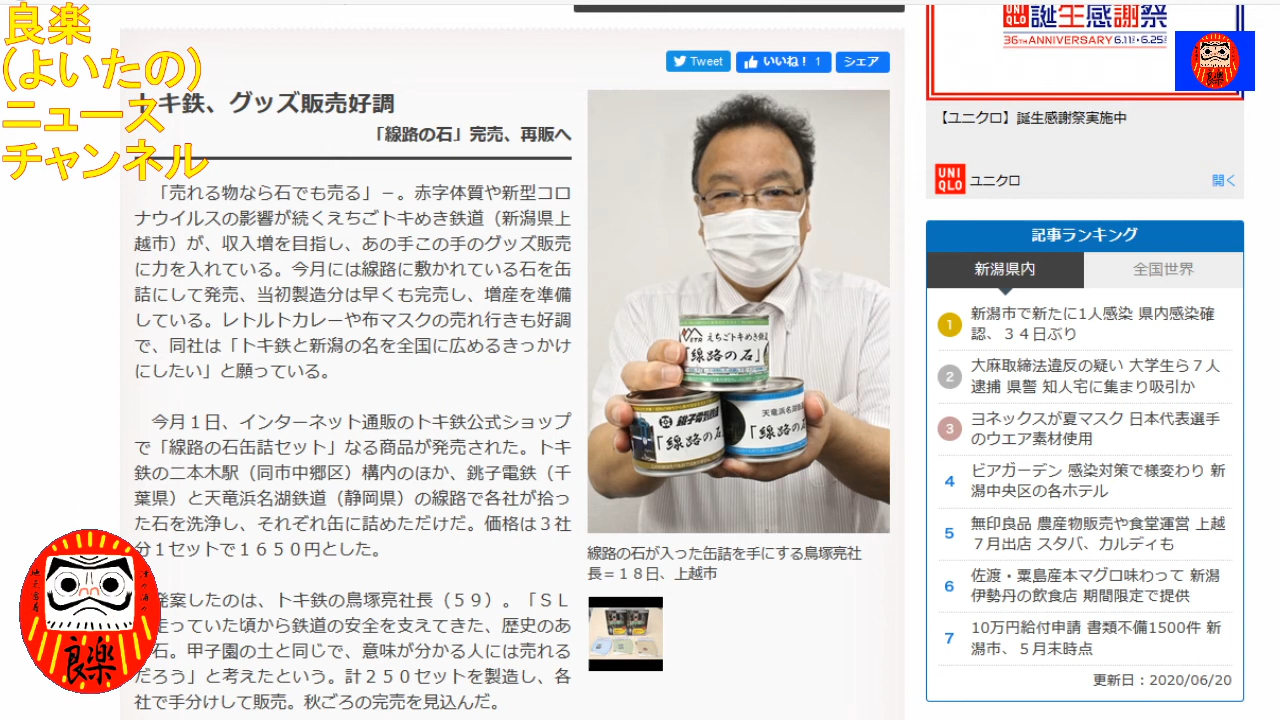 良楽
(よいたの)
ニュース
チャンネル
Tweet
いいね！ 1
シェア
トキ鉄、グッズ販売好調
「線路の石」完売、再販へ
「売れる物なら石でも売る」－。赤字体質や新型コロ
ナウイルスの影響が続くえちごトキめき鉄道（新潟県上
越市）が、収入増を目指し、あの手この手のグッズ販売
に力を入れている。今月には線路に敷かれている石を缶
詰にして発売、当初製造分は早くも完売し、増産を準備
している。レトルトカレーや布マスクの売れ行きも好調
で、同社は「トキ鉄と新潟の名を全国に広めるきっかけ
にしたい」と願っている。
今月１日、インターネット通販のトキ鉄公式ショップ
で「線路の石缶詰セット」なる商品が発売された。トキ
鉄の二本木駅（同市中郷区）構内のほか、銚子電鉄（千
葉県）と天竜浜名湖鉄道（静岡県）の線路で各社が拾っ
た石を洗浄し、それぞれ缶に詰めただけだ。価格は３社
分１セットで１６５０円とした。
発案したのは、トキ鉄の鳥塚亮社長（５９）。「ＳＬ
走っていた頃から鉄道の安全を支えてきた、歴史のあ
石。甲子園の土と同じで、意味が分かる人には売れる
だろう」と考えたという。計２５０セットを製造し、各
社で手分けして販売。秋ごろの完売を見込んだ。
えちごトキめき鉄
「線路の石」
銚子電気鉄道
「線路の石
天竜浜名湖鉄
「線路の石
線路の石が入った缶詰を手にする鳥塚亮社
長＝１８日、上越市
UNIQLO
誕生感謝祭
36TH ANNIVERSARY 6.11・6.25
良楽
【ユニクロ】誕生感謝祭実施中
UNIQLO
ユニクロ
開く
記事ランキング
新潟県内
全国世界
1
新潟市で新たに1人感染 県内感染確
認、３４日ぶり
2
大麻取締法違反の疑い 大学生ら７人
逮捕 県警 知人宅に集まり吸引か
3
ヨネックスが夏マスク 日本代表選手
のウエア素材使用
4
ビアガーデン 感染対策で様変わり 新
潟中央区の各ホテル
5
無印良品 農産物販売や食堂運営 上越
７月出店 スタバ、カルディも
6
佐渡・粟島産本マグロ味わって 新潟
伊勢丹の飲食店 期間限定で提供
7
10万円給付申請 書類不備1500件 新
潟市、５月末時点
更新日：2020/06/20
良楽